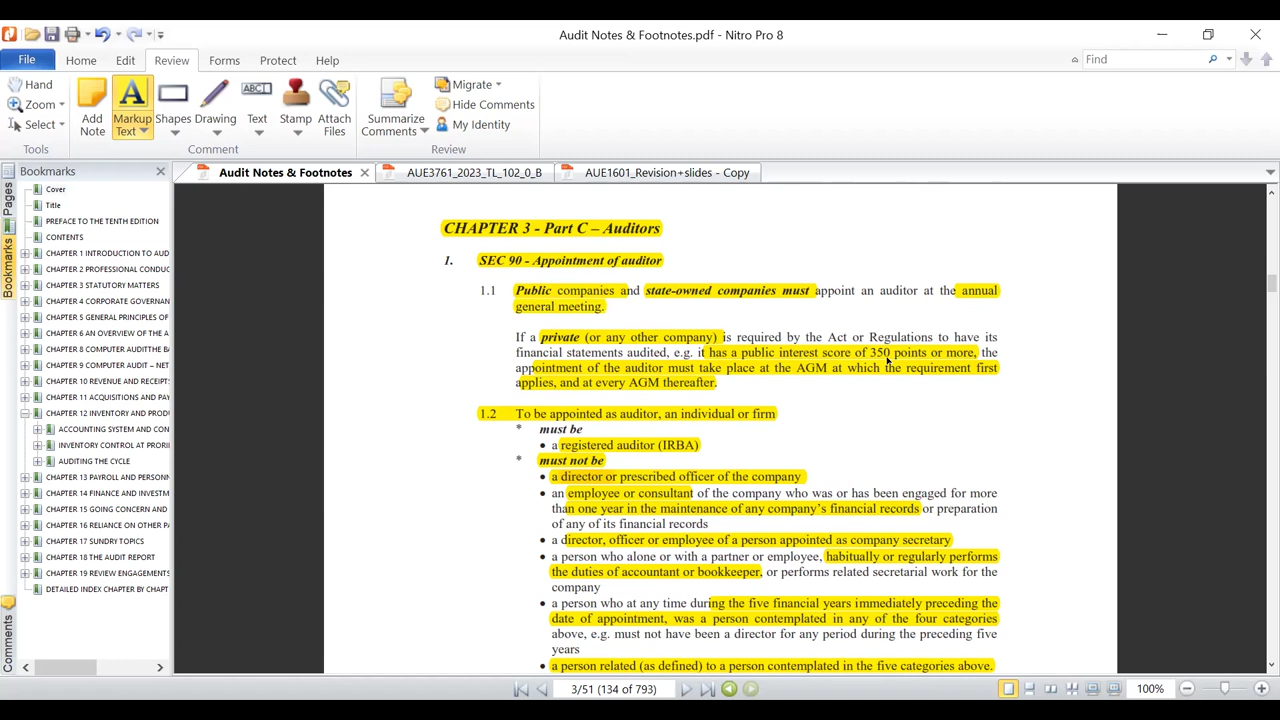 Audit Notes & Footnotes.pdf - Nitro Pro 8
File Home Edit Review Forms Protect Help
Find
Hand
Zoom
Select
Tools
Add Note
Markup Text
Shapes
Drawing
ABC
Text
Stamp
Attach Files
Comment
Summarize Comments
Migrate
Hide Comments
My Identity
Review
Pages
Bookmarks
Comments
Bookmarks
Audit Notes & Footnotes
AUE3761_2023_TL_102_0_B
AUE1601_Revision+slides - Copy
Cover
Title
PREFACE TO THE TENTH EDITION
CONTENTS
CHAPTER 1 INTRODUCTION TO AUD
CHAPTER 2 PROFESSIONAL CONDUC
CHAPTER 3 STATUTORY MATTERS
CHAPTER 4 CORPORATE GOVERNAN
CHAPTER 5 GENERAL PRINCIPLES OF
CHAPTER 6 AN OVERVIEW OF THE A
CHAPTER 8 COMPUTER AUDITTHE B
CHAPTER 9 COMPUTER AUDIT – NET
CHAPTER 10 REVENUE AND RECEIPT
CHAPTER 11 ACQUISITIONS AND PAY
CHAPTER 12 INVENTORY AND PRODU
ACCOUNTING SYSTEM AND CON
INVENTORY CONTROL AT PRORI
AUDITING THE CYCLE
CHAPTER 13 PAYROLL AND PERSONN
CHAPTER 14 FINANCE AND INVESTM
CHAPTER 15 GOING CONCERN AND
CHAPTER 16 RELIANCE ON OTHER PA
CHAPTER 17 SUNDRY TOPICS
CHAPTER 18 THE AUDIT REPORT
CHAPTER 19 REVIEW ENGAGEMENTS
DETAILED INDEX CHAPTER BY CHAPT
CHAPTER 3 - Part C – Auditors
1. SEC 90 - Appointment of auditor
1.1 Public companies and state-owned companies must appoint an auditor at the annual
general meeting.
If a private (or any other company) is required by the Act or Regulations to have its
financial statements audited, e.g. it has a public interest score of 350 points or more, the
appointment of the auditor must take place at the AGM at which the requirement first
applies, and at every AGM thereafter.
1.2 To be appointed as auditor, an individual or firm
* must be
• a registered auditor (IRBA)
* must not be
• a director or prescribed officer of the company
• an employee or consultant of the company who was or has been engaged for more
than one year in the maintenance of any company's financial records or preparation
of any of its financial records
• a director, officer or employee of a person appointed as company secretary
• a person who alone or with a partner or employee, habitually or regularly performs
the duties of accountant or bookkeeper, or performs related secretarial work for the
company
• a person who at any time during the five financial years immediately preceding the
date of appointment, was a person contemplated in any of the four categories
above, e.g. must not have been a director for any period during the preceding five
years
• a person related (as defined) to a person contemplated in the five categories above.
3/51 (134 of 793)
100%